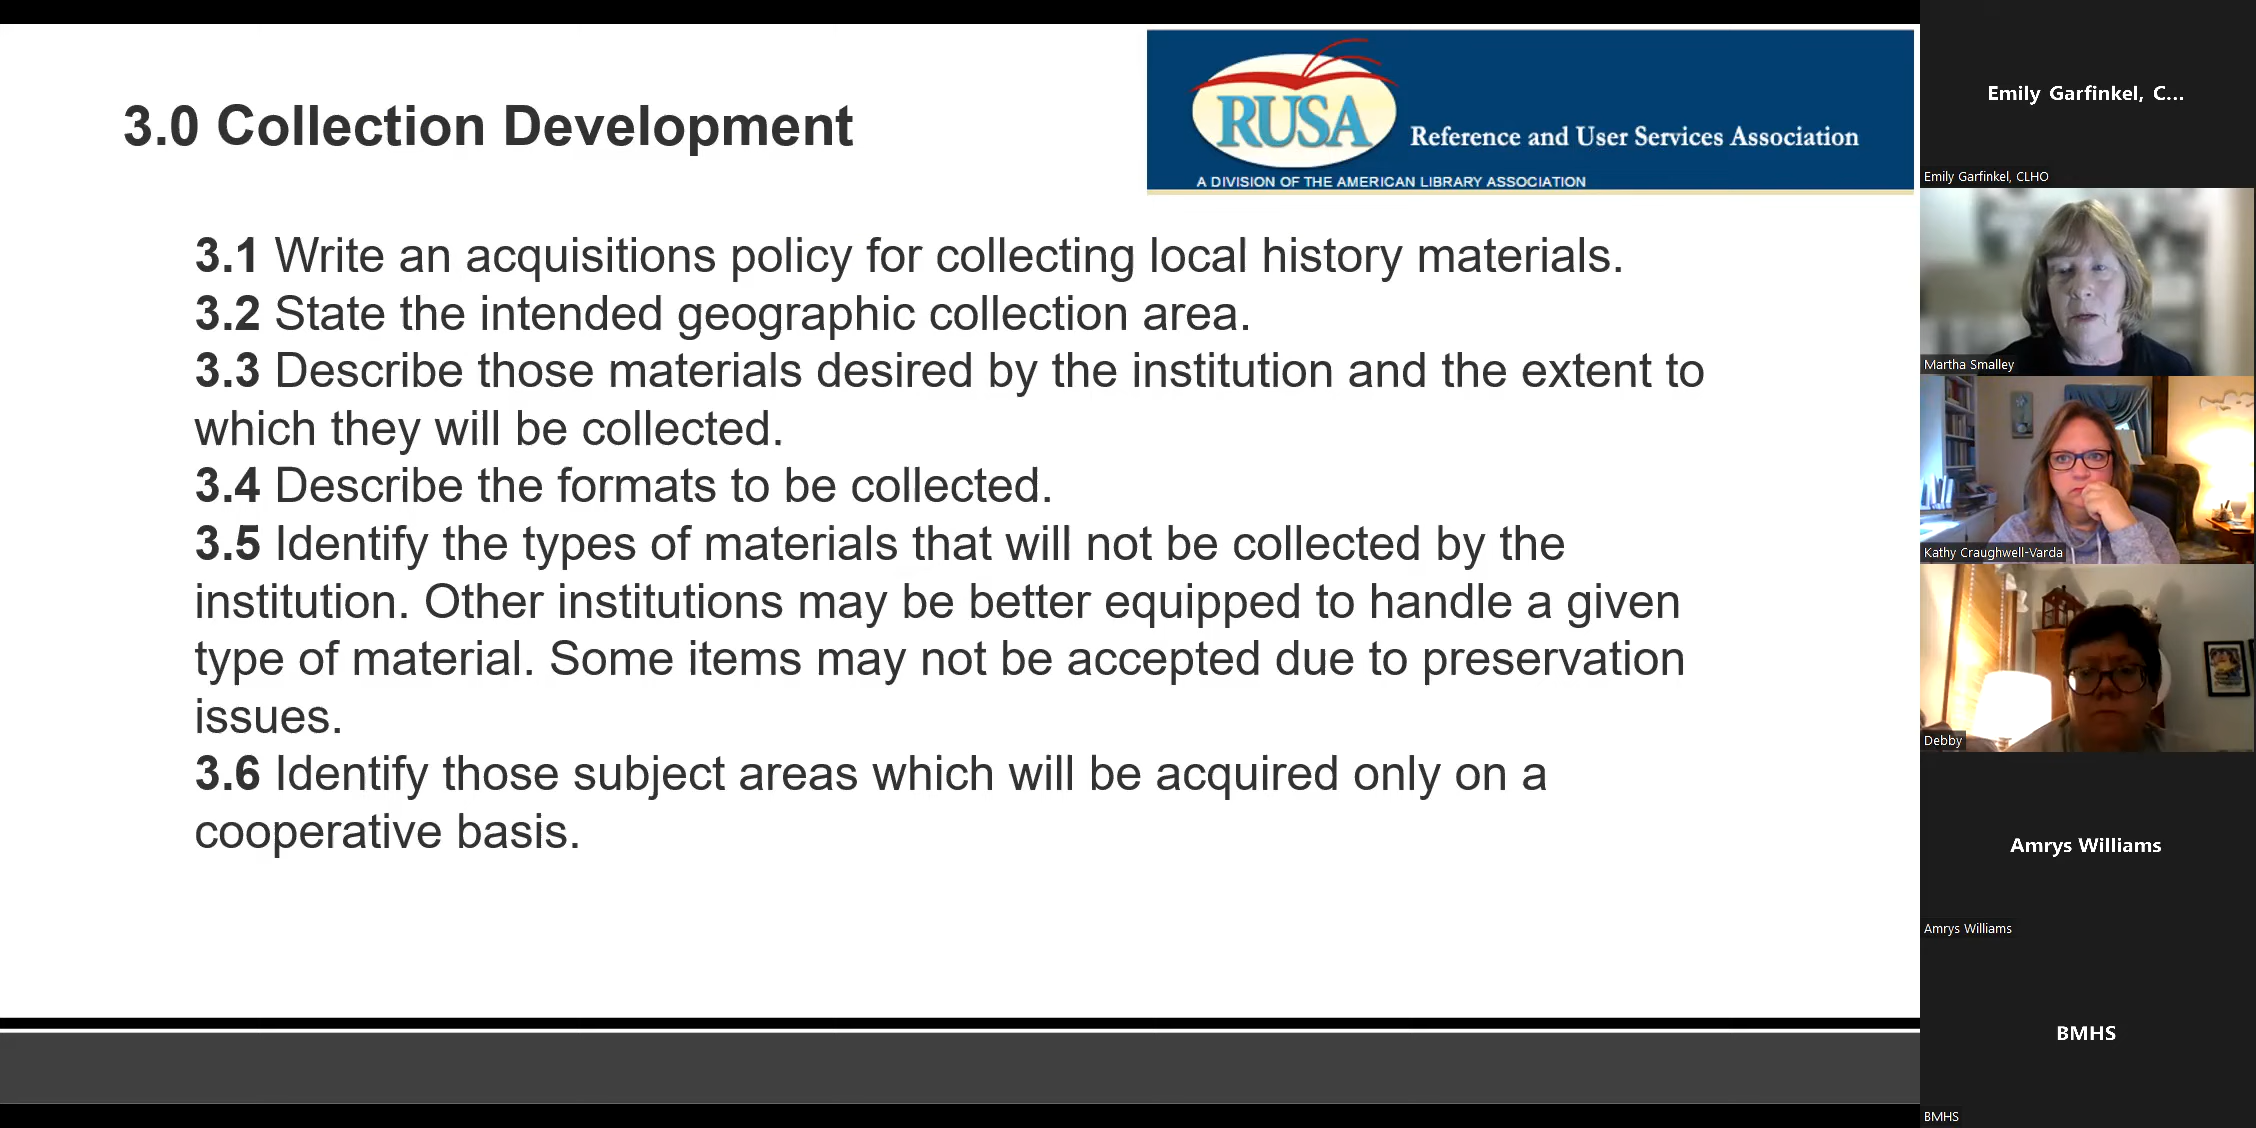 3.0 Collection Development
RUSA
Reference and User Services Association
A DIVISION OF THE AMERICAN LIBRARY ASSOCIATION
3.1 Write an acquisitions policy for collecting local history materials.
3.2 State the intended geographic collection area.
3.3 Describe those materials desired by the institution and the extent to
which they will be collected.
3.4 Describe the formats to be collected.
3.5 Identify the types of materials that will not be collected by the
institution. Other institutions may be better equipped to handle a given
type of material. Some items may not be accepted due to preservation
issues.
3.6 Identify those subject areas which will be acquired only on a
cooperative basis.
Emily Garfinkel, C...
Emily Garfinkel, CLHO
Martha Smalley
Kathy Craughwell-Varda
Debby
Amrys Williams
Amrys Williams
BMHS
BMHS